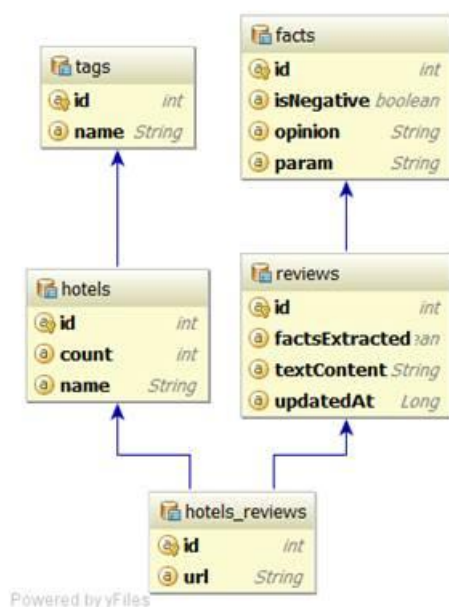 tags
id int
name String
facts
id int
isNegative boolean
opinion String
param String
hotels
id int
count int
name String
reviews
id int
factsExtracted ean
textContent String
updatedAt Long
hotels_reviews
id int
url String
Powered by yFiles